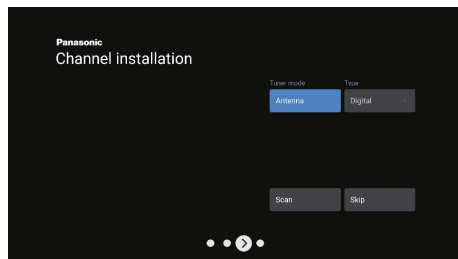 Panasonic
Channel installation
Tuner mode Type
Antenna Digital
Scan Skip